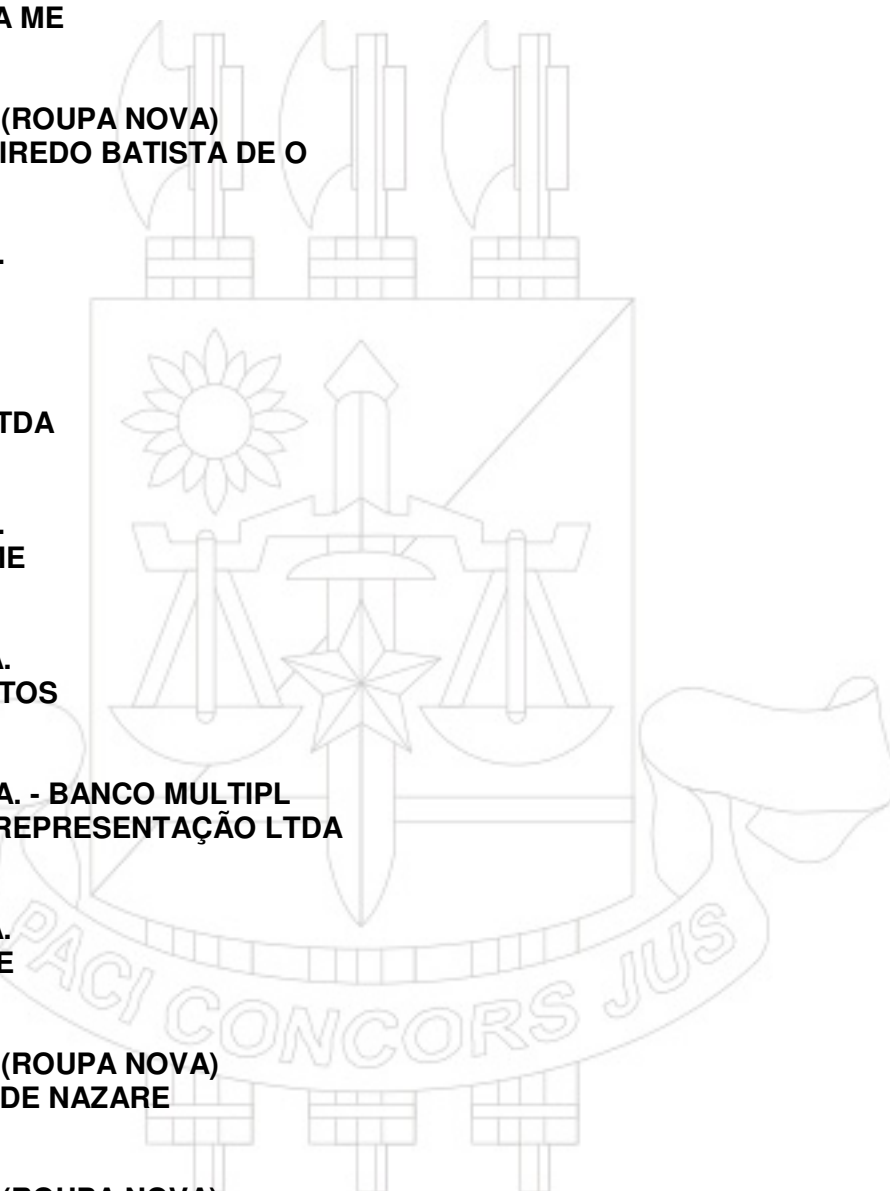 A ME
(ROUPA NOVA)
IREDO BATISTA DE O
.
TDA
.
ME
A.
TOS
A. - BANCO MULTIPL
REPRESENTAÇÃO LTDA
A.
E
PACI CONCORS JUS
(ROUPA NOVA)
DE NAZARE
(ROUPA NOVA)